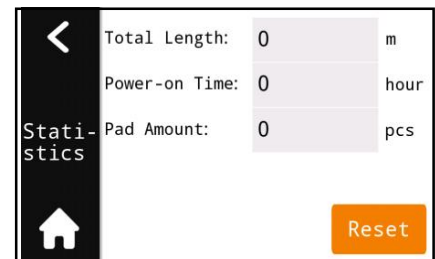 Total Length: 0 m
Power-on Time: 0 hour
Pad Amount: 0 pcs
Stati-
stics
Reset